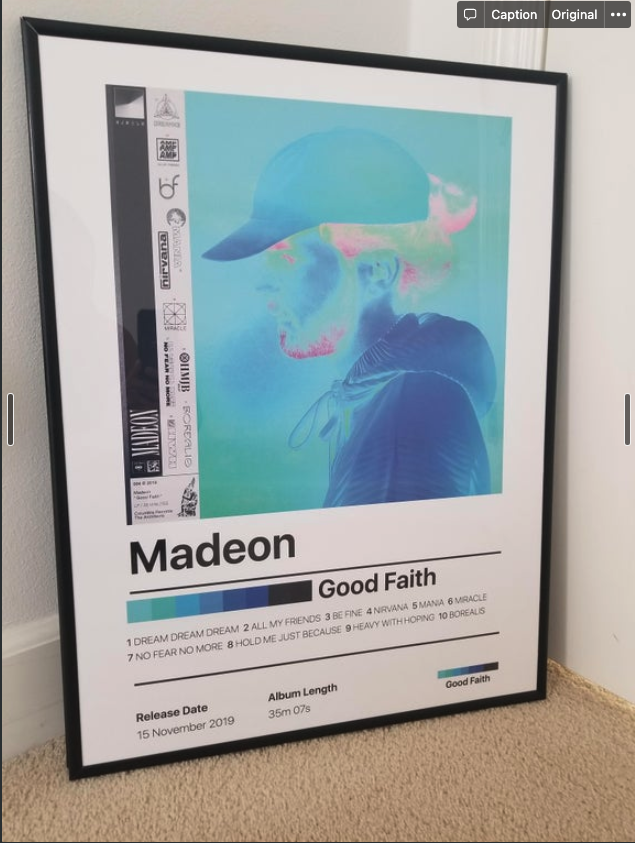 Caption Original
MADEON
nirvana
MIRACLE
NO FEAR NO MORE
HMJB
BOREALIS
Madeon
Good Faith
1 DREAM DREAM DREAM 2 ALL MY FRIENDS 3 BE FINE 4 NIRVANA 5 MANIA 6 MIRACLE
7 NO FEAR NO MORE 8 HOLD ME JUST BECAUSE 9 HEAVY WITH HOPING 10 BOREALIS
Release Date
15 November 2019
Album Length
35m 07s
Good Faith